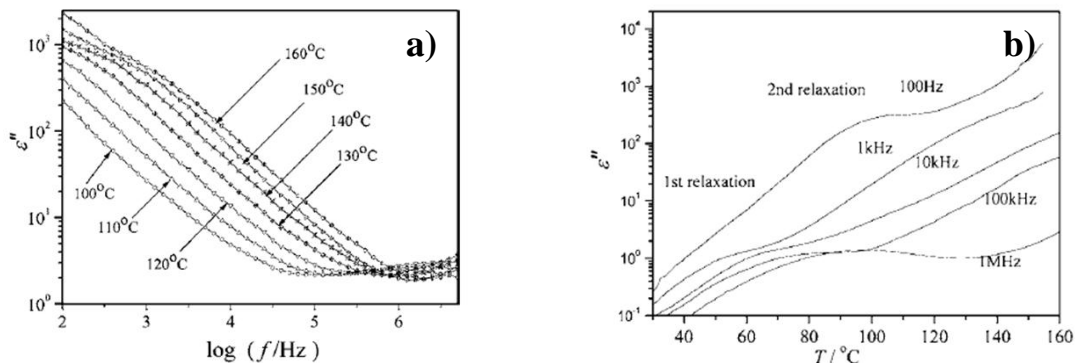 a)
10³
10²
10¹
10⁰
ε"
160°C
150°C
140°C
130°C
100°C
110°C
120°C
2 3 4 5 6
log (f/Hz)
b)
10⁵
10⁴
10³
10²
10¹
10⁰
10⁻¹
ε"
2nd relaxation
100Hz
1kHz
10kHz
1st relaxation
100kHz
1MHz
40 60 80 100 120 140 160
T / °C